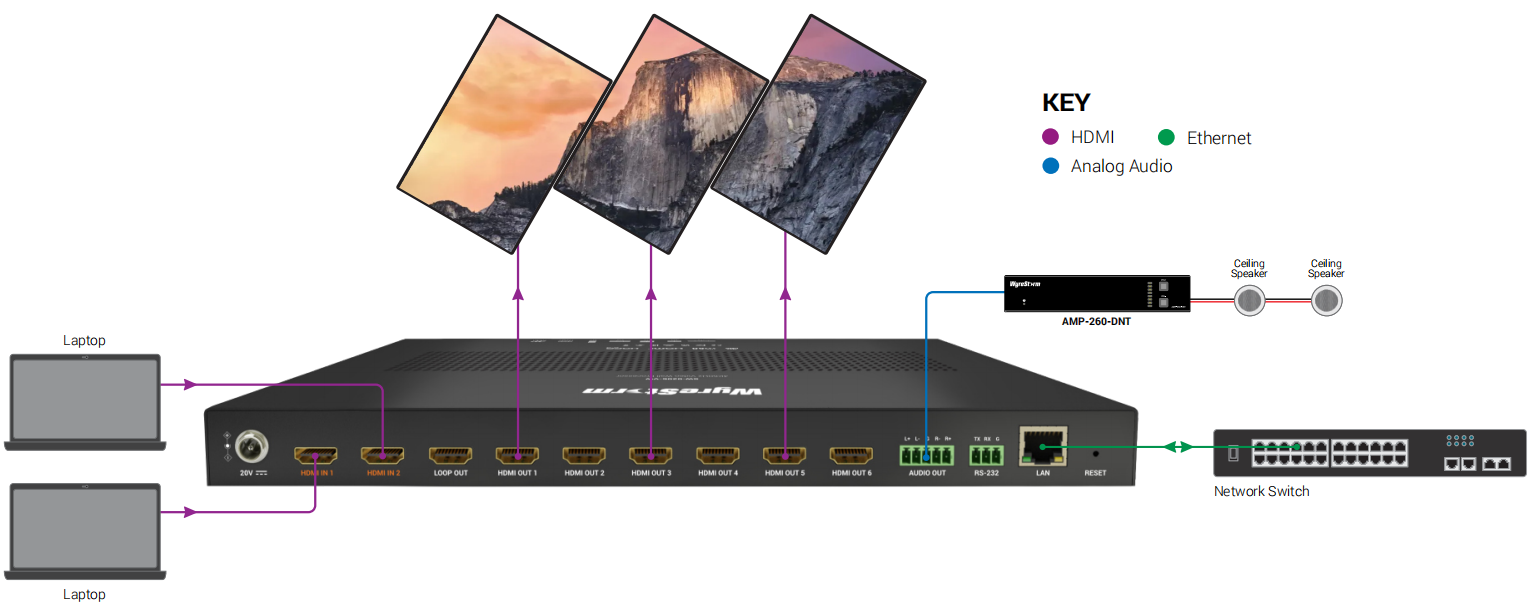 KEY
HDMI
Ethernet
Analog Audio
Ceiling
Speaker
Ceiling
Speaker
WyreStorm
AMP-260-DNT
Laptop
WyreStorm
L+ L- G R- R+
TX RX G
20V
HDMI IN 1
HDMI IN 2
LOOP OUT
HDMI OUT 1
HDMI OUT 2
HDMI OUT 3
HDMI OUT 4
HDMI OUT 5
HDMI OUT 6
AUDIO OUT
RS-232
LAN
RESET
Network Switch
Laptop